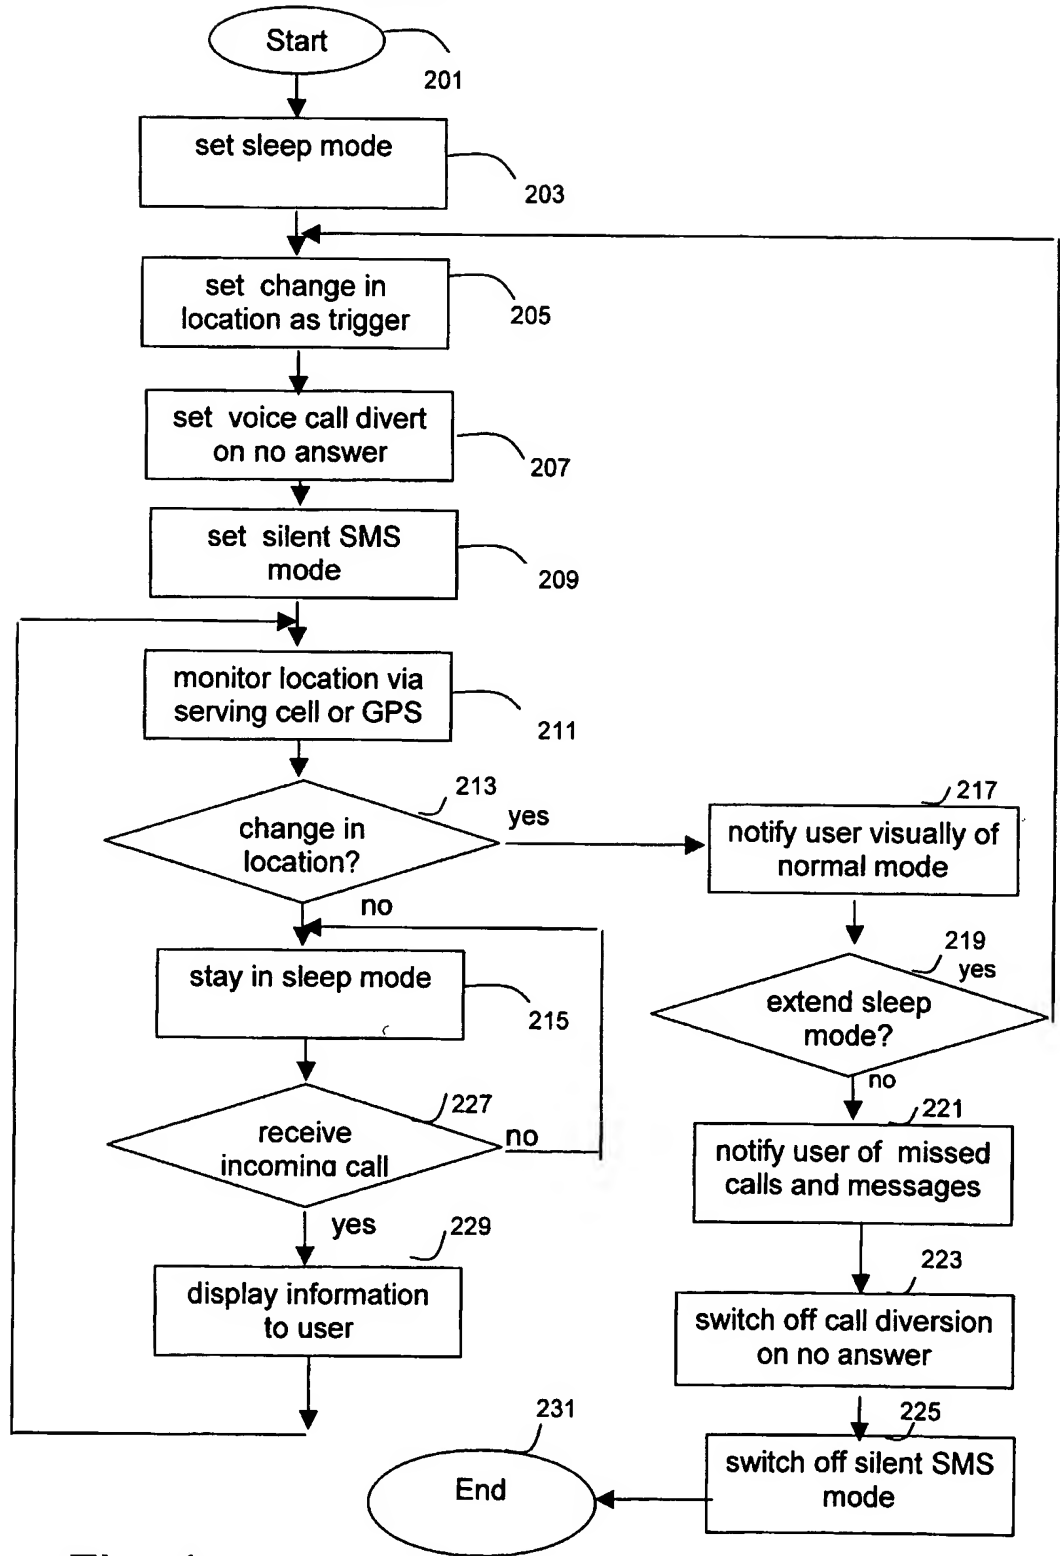 Start
201
set sleep mode
203
set change in
location as trigger
205
set voice call divert
on no answer
207
set silent SMS
mode
209
monitor location via
serving cell or GPS
211
213
change in
location?
yes
no
217
notify user visually of
normal mode
219
yes
extend sleep
mode?
no
stay in sleep mode
215
227
receive
incoming call
no
yes
221
notify user of missed
calls and messages
229
display information
to user
223
switch off call diversion
on no answer
225
switch off silent SMS
mode
231
End